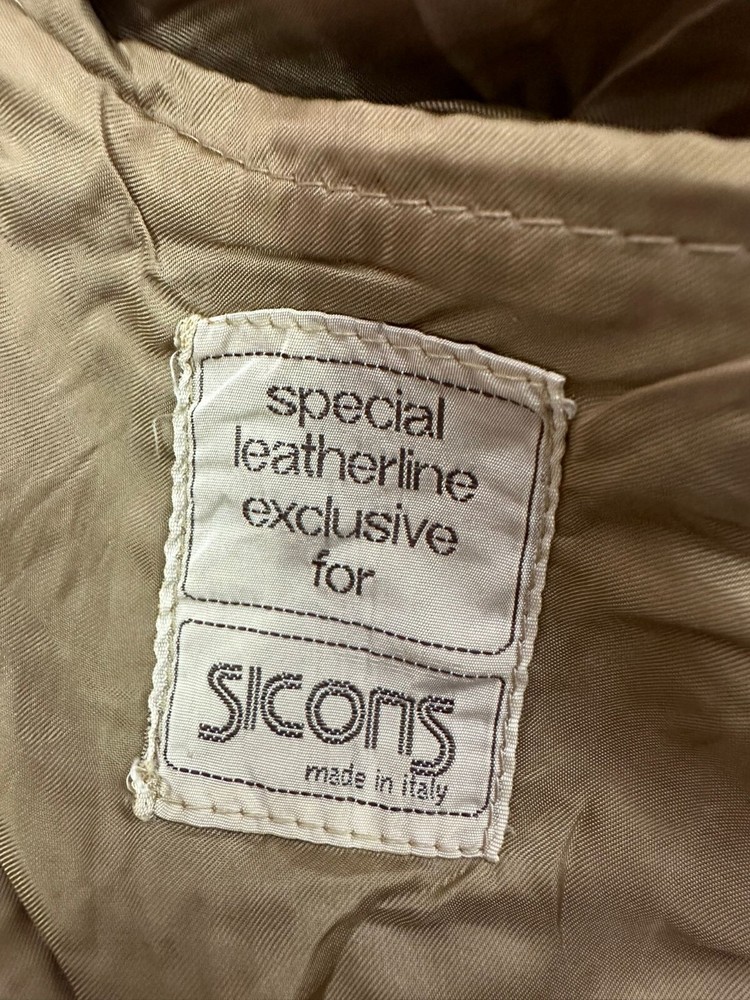 special
leatherline
exclusive
for
SICONS
made in italy